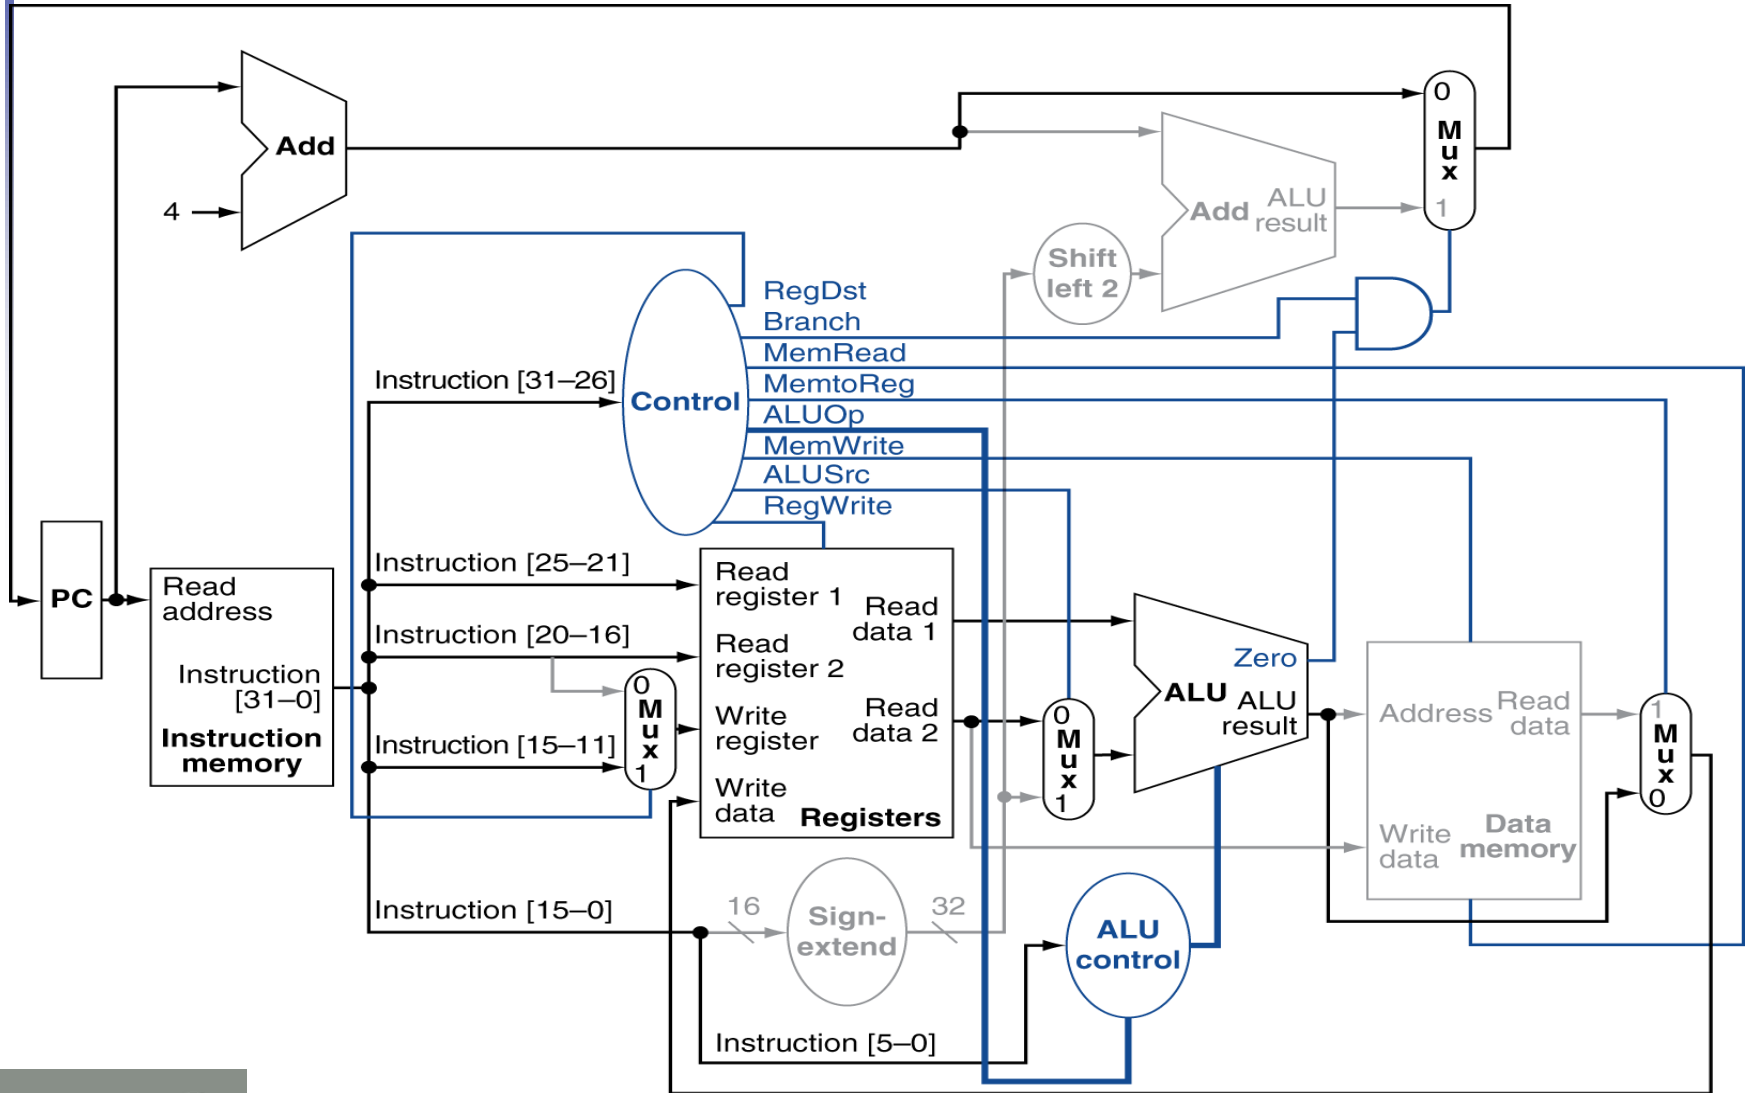 0
M
u
x
1
Add
4
Add
ALU
result
Shift
left 2
RegDst
Branch
MemRead
MemtoReg
ALUOp
MemWrite
ALUSrc
RegWrite
Control
Instruction [31–26]
Instruction [25–21]
Instruction [20–16]
Instruction [15–11]
Instruction [15–0]
Instruction [5–0]
PC
Read
address
Instruction
[31–0]
Instruction
memory
0
M
u
x
1
Read
register 1
Read
register 2
Write
register
Write
data
Read
data 1
Read
data 2
Registers
0
M
u
x
1
Zero
ALU
ALU
result
Address
Read
data
Write
data
Data
memory
1
M
u
x
0
16
Sign-
extend
32
ALU
control